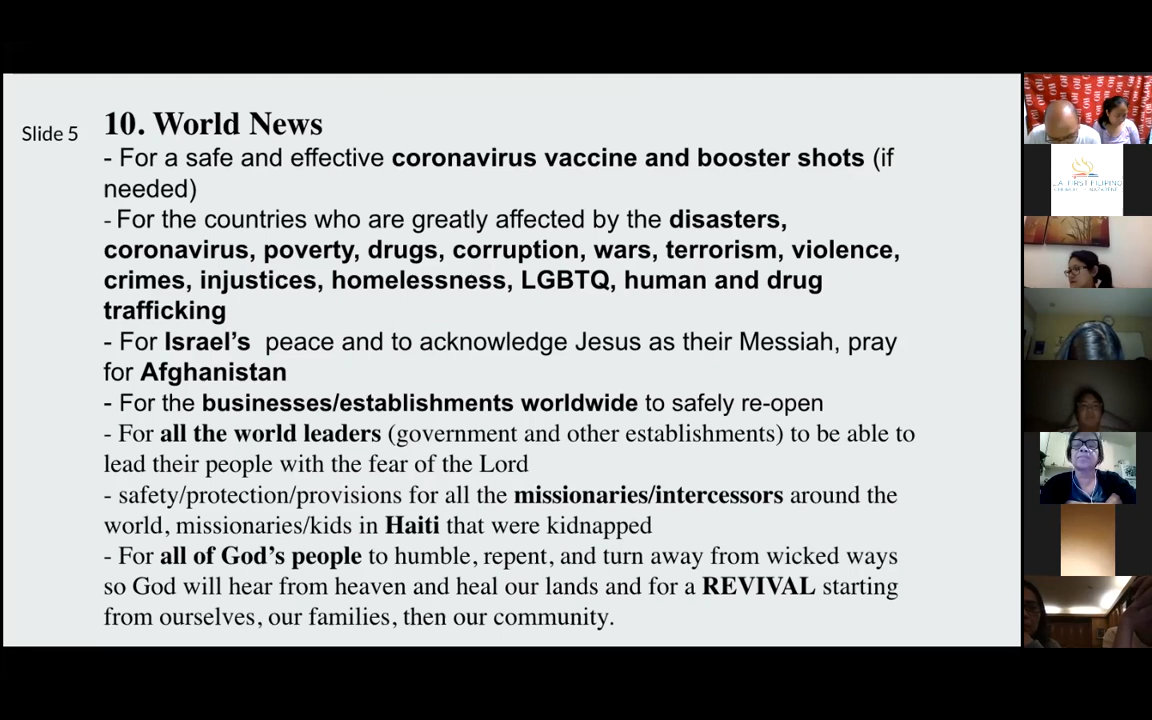 Slide 5
10. World News
- For a safe and effective coronavirus vaccine and booster shots (if
needed)
- For the countries who are greatly affected by the disasters,
coronavirus, poverty, drugs, corruption, wars, terrorism, violence,
crimes, injustices, homelessness, LGBTQ, human and drug
trafficking
- For Israel’s  peace and to acknowledge Jesus as their Messiah, pray
for Afghanistan
- For the businesses/establishments worldwide to safely re-open
- For all the world leaders (government and other establishments) to be able to
lead their people with the fear of the Lord
- safety/protection/provisions for all the missionaries/intercessors around the
world, missionaries/kids in Haiti that were kidnapped
- For all of God’s people to humble, repent, and turn away from wicked ways
so God will hear from heaven and heal our lands and for a REVIVAL starting
from ourselves, our families, then our community.
FIRST FILIPINO